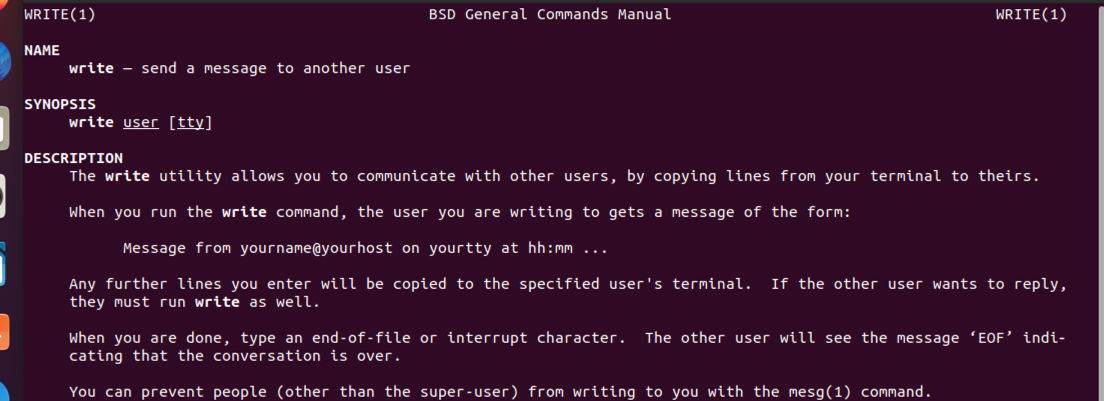 WRITE(1) BSD General Commands Manual WRITE(1)
NAME
write — send a message to another user
SYNOPSIS
write user [tty]
DESCRIPTION
The write utility allows you to communicate with other users, by copying lines from your terminal to theirs.
When you run the write command, the user you are writing to gets a message of the form:
Message from yourname@yourhost on yourtty at hh:mm ...
Any further lines you enter will be copied to the specified user's terminal.  If the other user wants to reply,
they must run write as well.
When you are done, type an end-of-file or interrupt character.  The other user will see the message ‘EOF’ indi-
cating that the conversation is over.
You can prevent people (other than the super-user) from writing to you with the mesg(1) command.